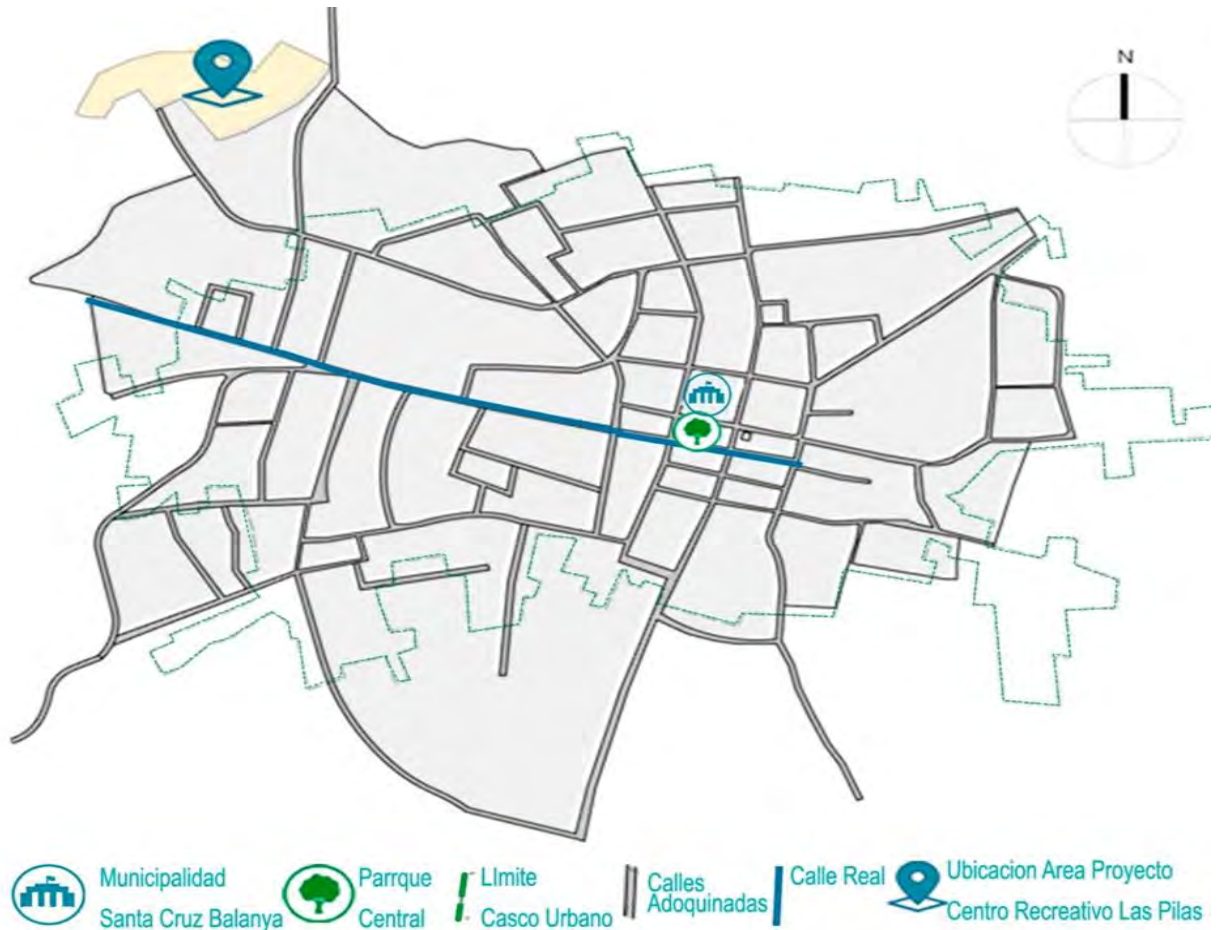 N
Municipalidad
Santa Cruz Balanya
Parrque
Central
LImite
Casco Urbano
Calles
Adoquinadas
Calle Real
Ubicacion Area Proyecto
Centro Recreativo Las Pilas